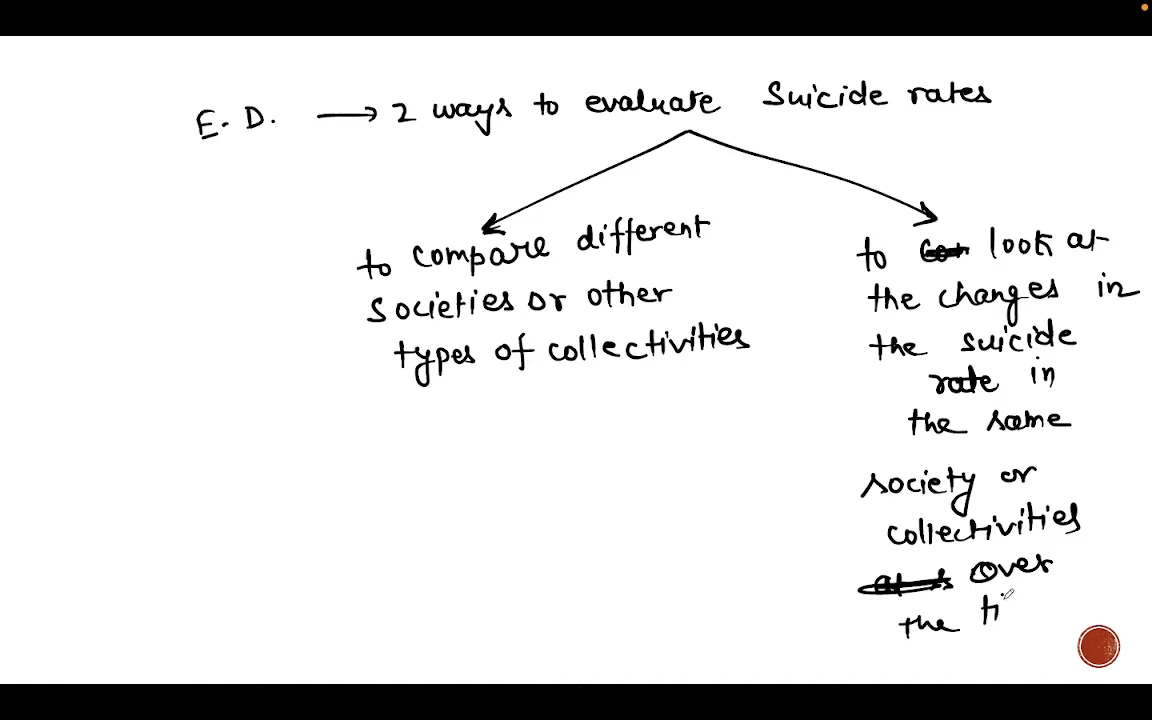 E. D. → 2 ways to evaluate Suicide rates
to compare different
societies or other
types of collectivities
to look at
the changes in
the suicide
rate in
the same
society or
collectivities
over
the ti